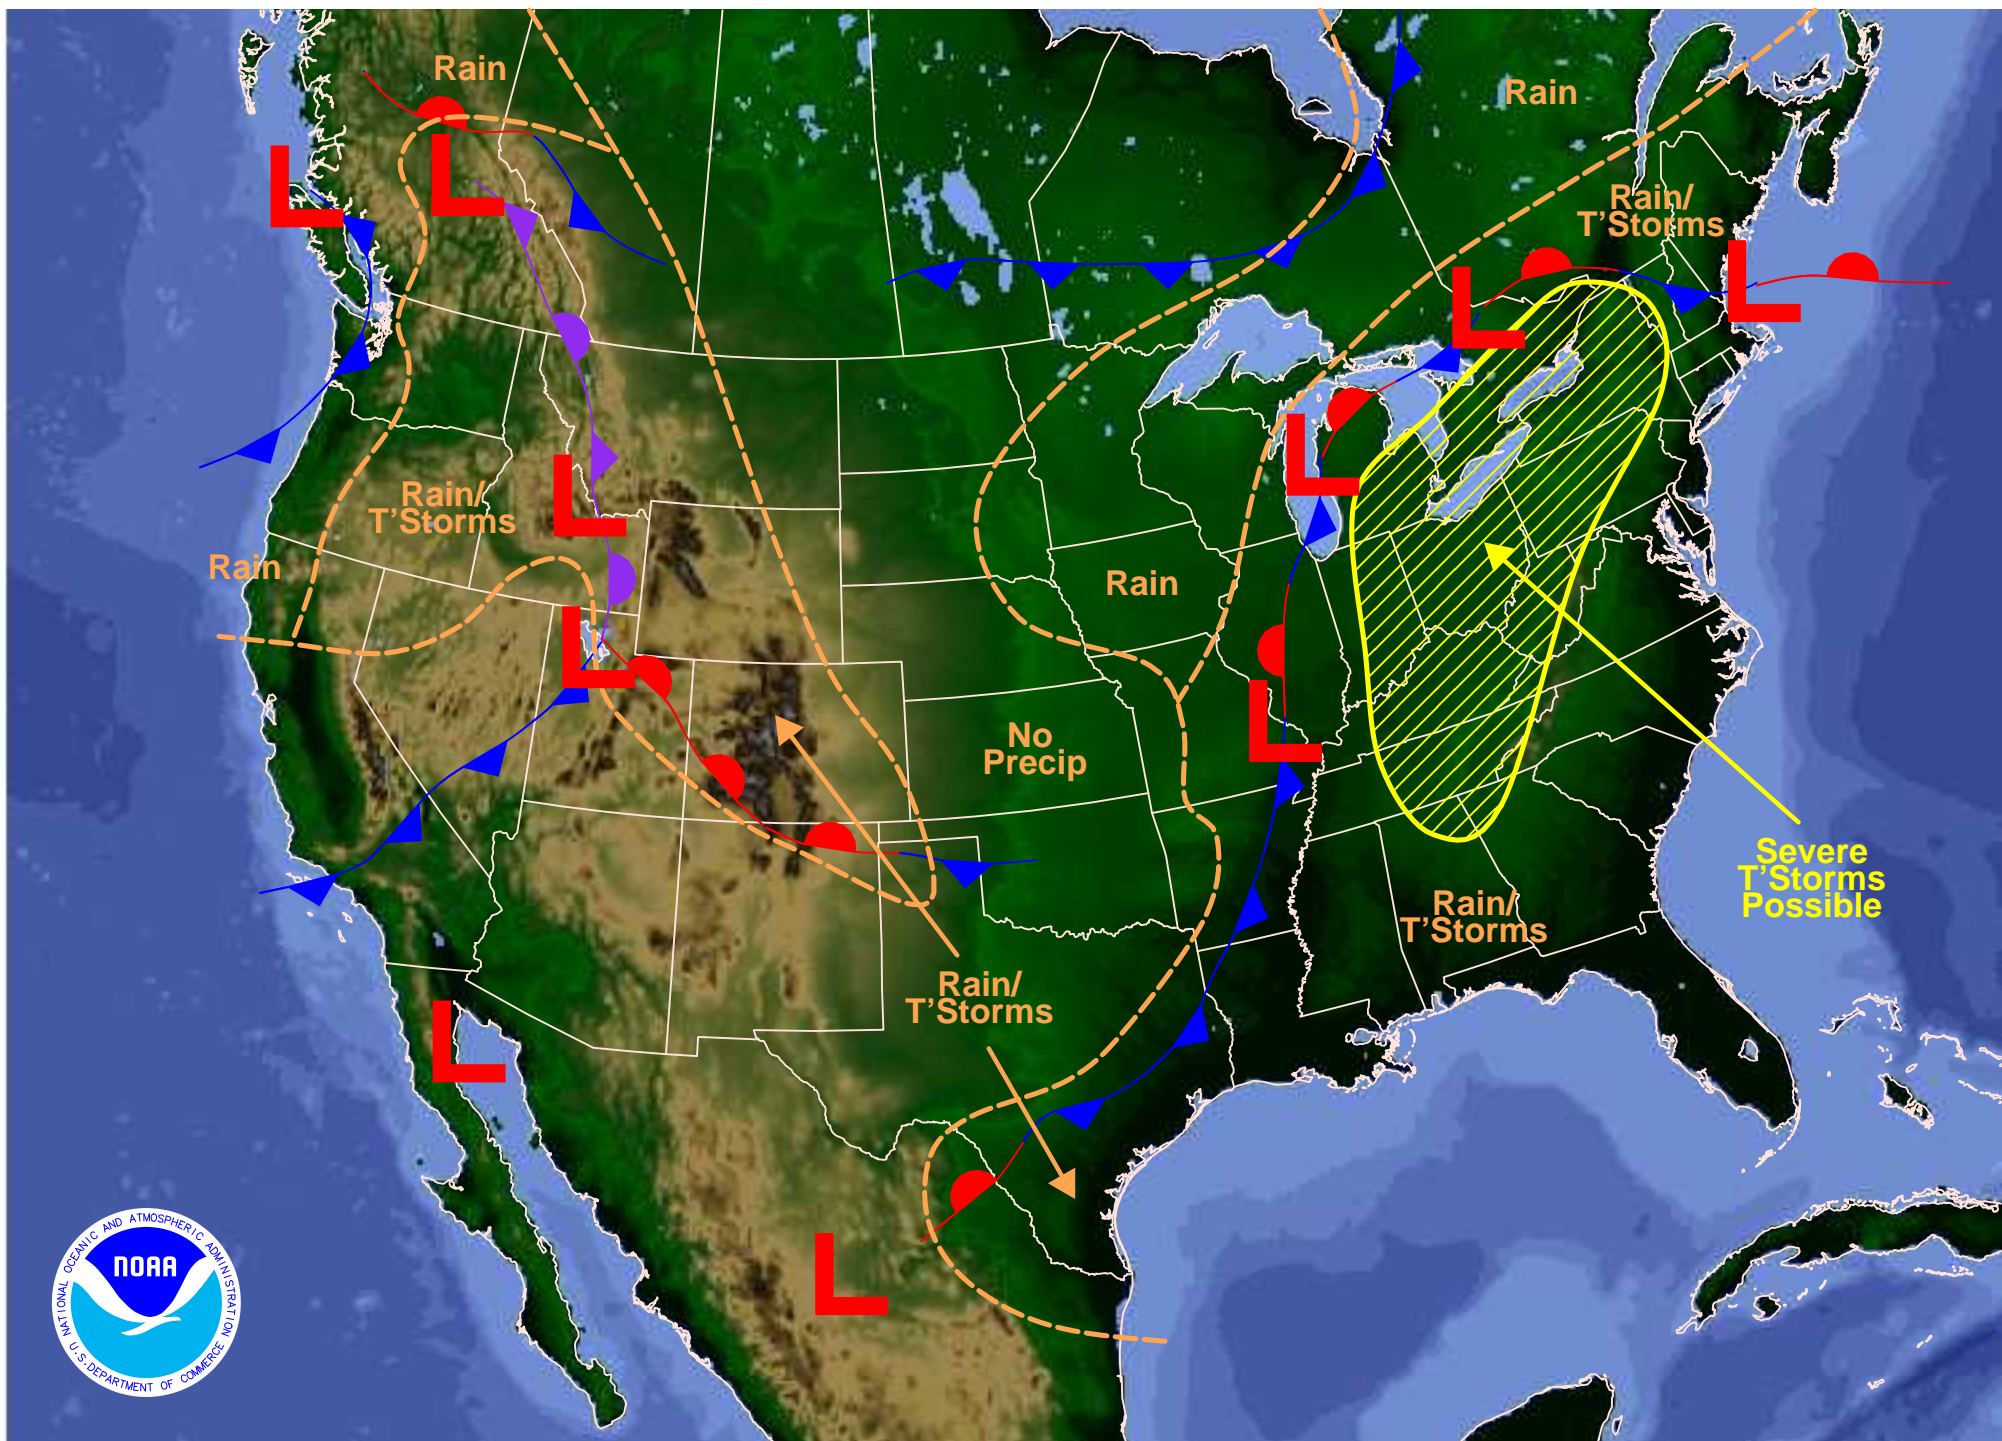 Rain
Rain
Rain/
T'Storms
L
L
L
L
Rain/
T'Storms
L
L
Rain
Rain
L
L
No
Precip
Severe
T'Storms
Possible
Rain/
T'Storms
Rain/
T'Storms
L
L
NATIONAL OCEANIC AND ATMOSPHERIC ADMINISTRATION
NOAA
U.S. DEPARTMENT OF COMMERCE